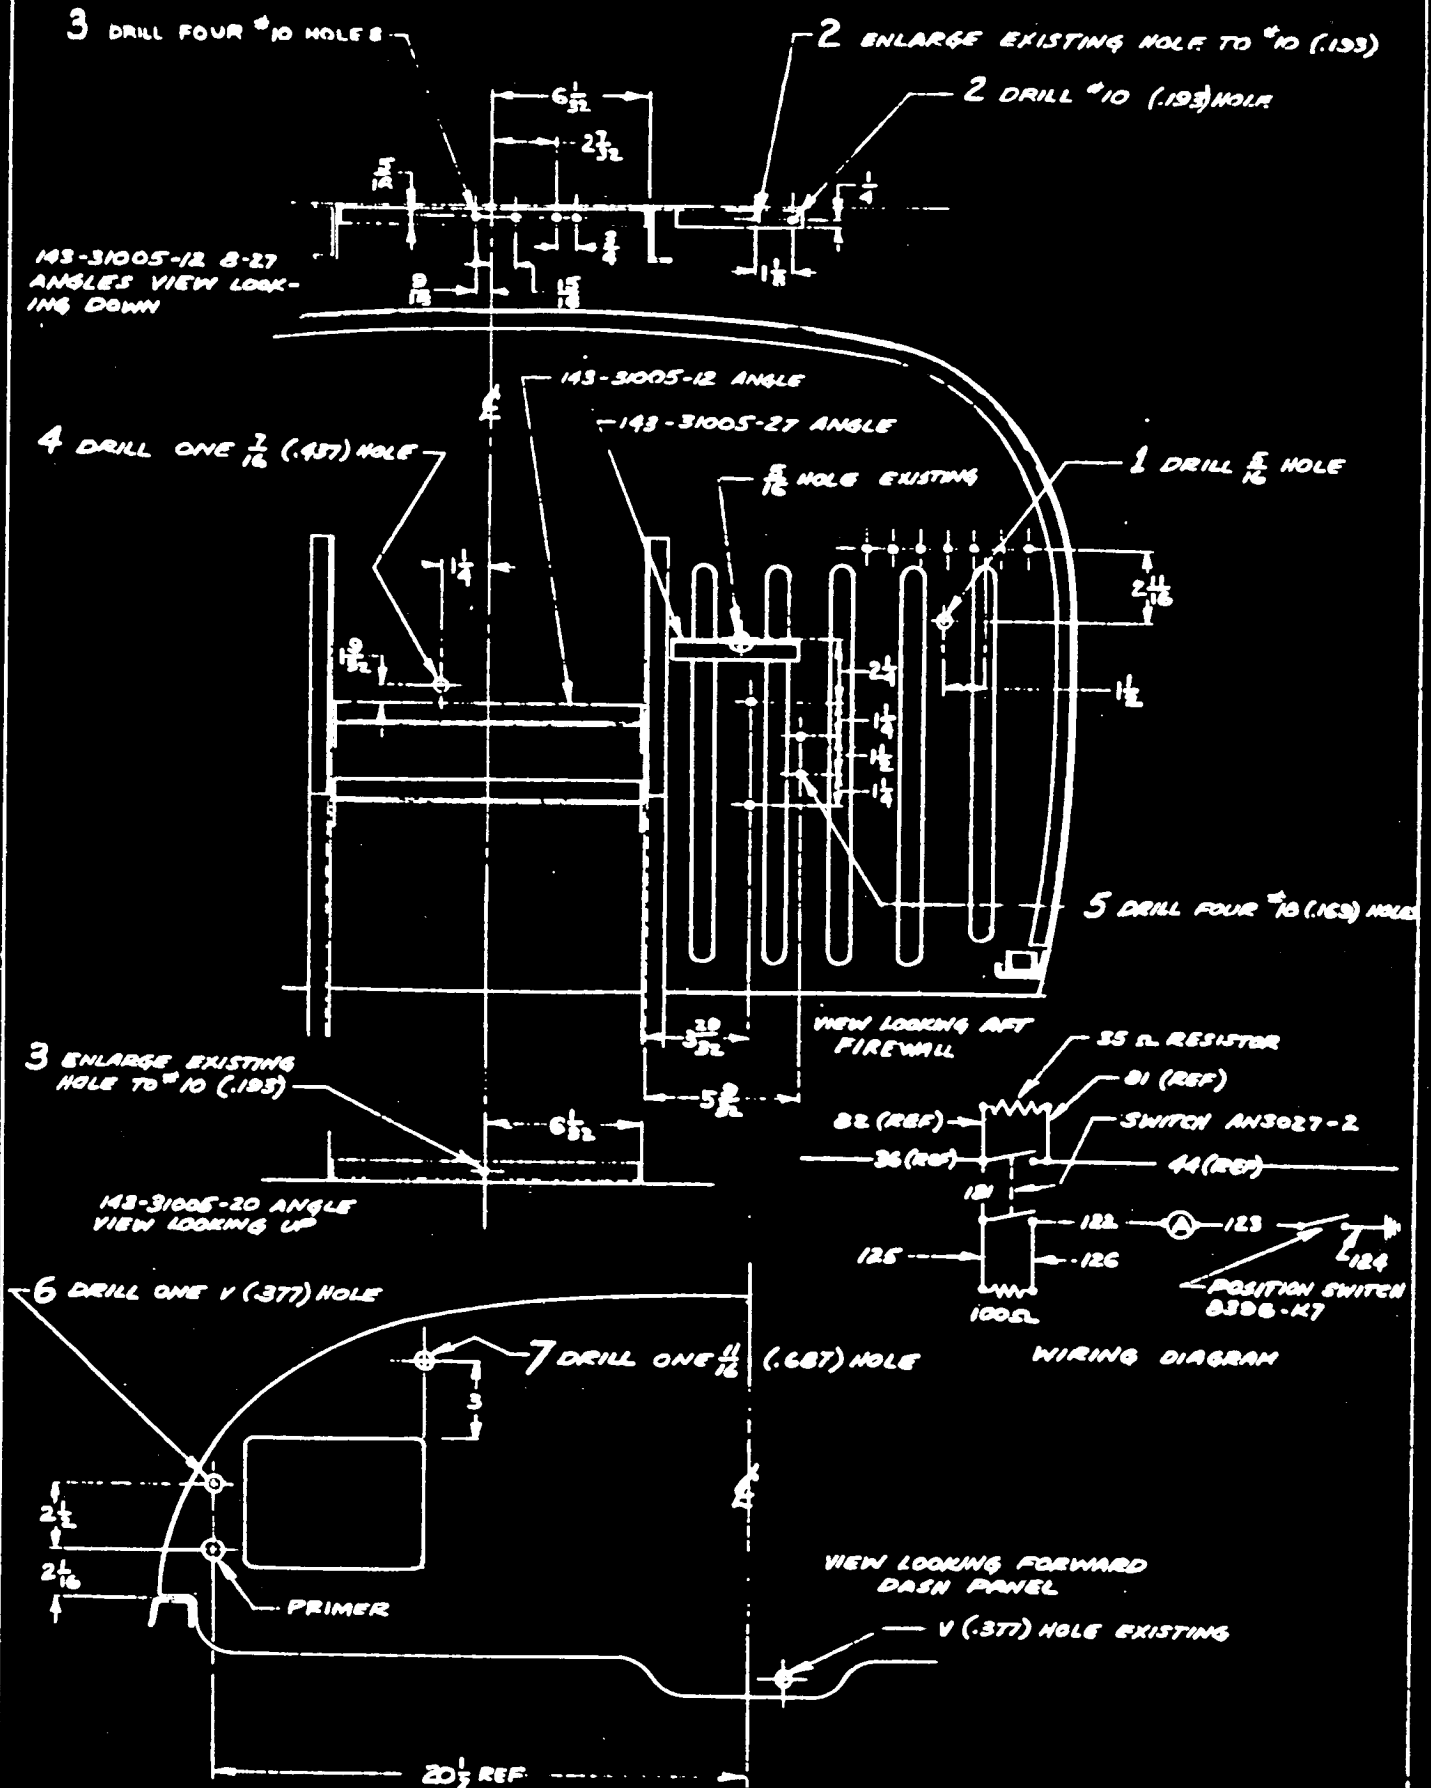 3 DRILL FOUR #10 HOLES
2 ENLARGE EXISTING HOLE TO #10 (.193)
2 DRILL #10 (.193) HOLE
6 1/32
2 7/32
1/4
143-31005-12 & -27
ANGLES VIEW LOOK-
ING DOWN
3/4
1 1/8
9/16
15/16
143-31005-12 ANGLE
143-31005-27 ANGLE
4 DRILL ONE 7/16 (.437) HOLE
5/16 HOLE EXISTING
1 DRILL 5/16 HOLE
1 1/4
2 11/16
1 9/32
2 1/4
1 1/2
1 1/4
1 1/2
1 1/4
5 DRILL FOUR #18 (.169) HOLES
VIEW LOOKING AFT
FIREWALL
3 29/32
5 9/32
3 ENLARGE EXISTING
HOLE TO #10 (.193)
6 1/32
143-31005-20 ANGLE
VIEW LOOKING UP
35 Ω RESISTOR
81 (REF)
82 (REF)
SWITCH AN3027-2
36 (REF)
44 (REF)
121
122
A
123
124
125
126
100Ω
POSITION SWITCH
WIRING DIAGRAM
6 DRILL ONE V (.377) HOLE
7 DRILL ONE 11/16 (.687) HOLE
3
2 1/2
2 1/16
PRIMER
VIEW LOOKING FORWARD
DASH PANEL
V (.377) HOLE EXISTING
20 1/2 REF